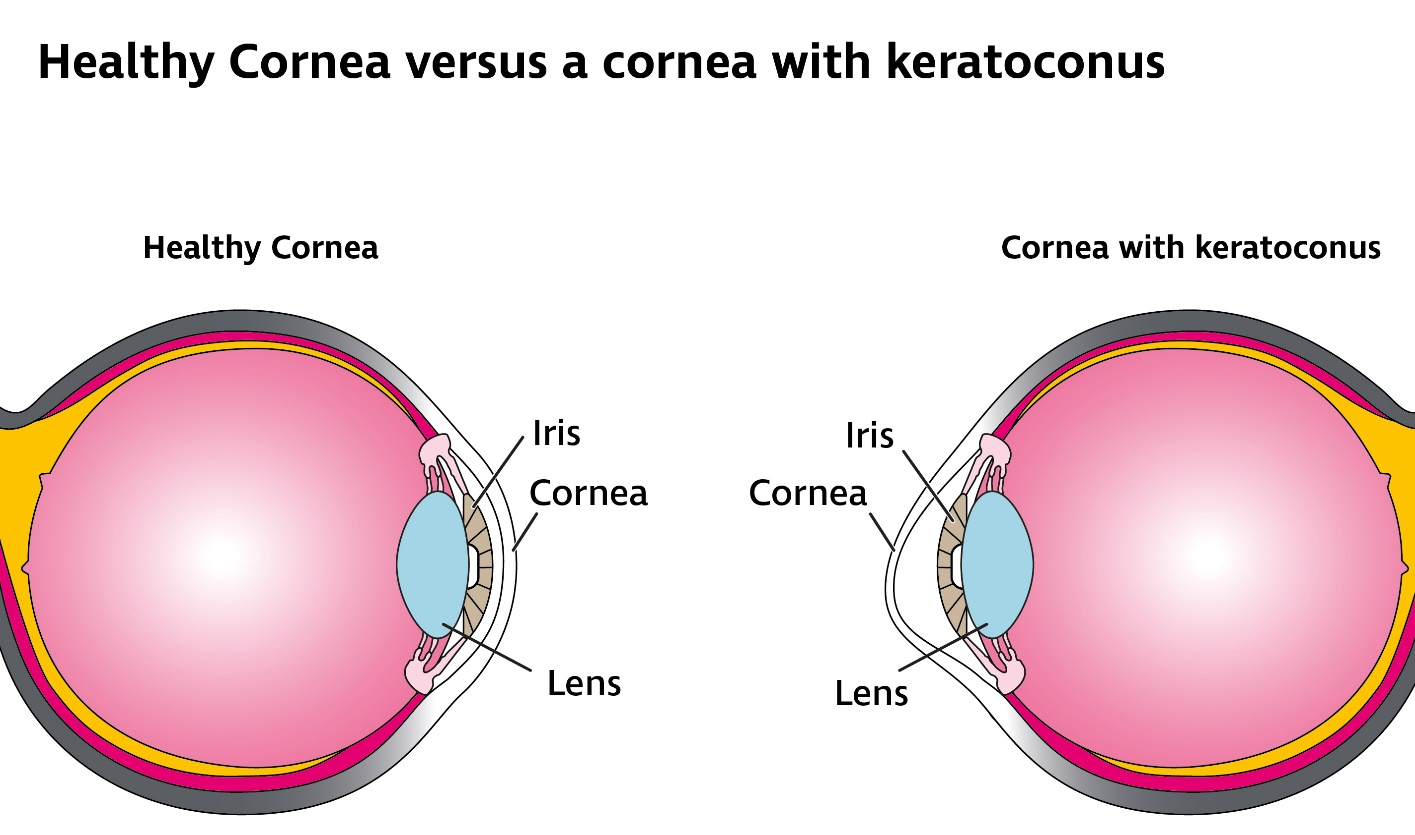 Healthy Cornea versus a cornea with keratoconus
Healthy Cornea
Cornea with keratoconus
Iris
Cornea
Lens
Iris
Cornea
Lens